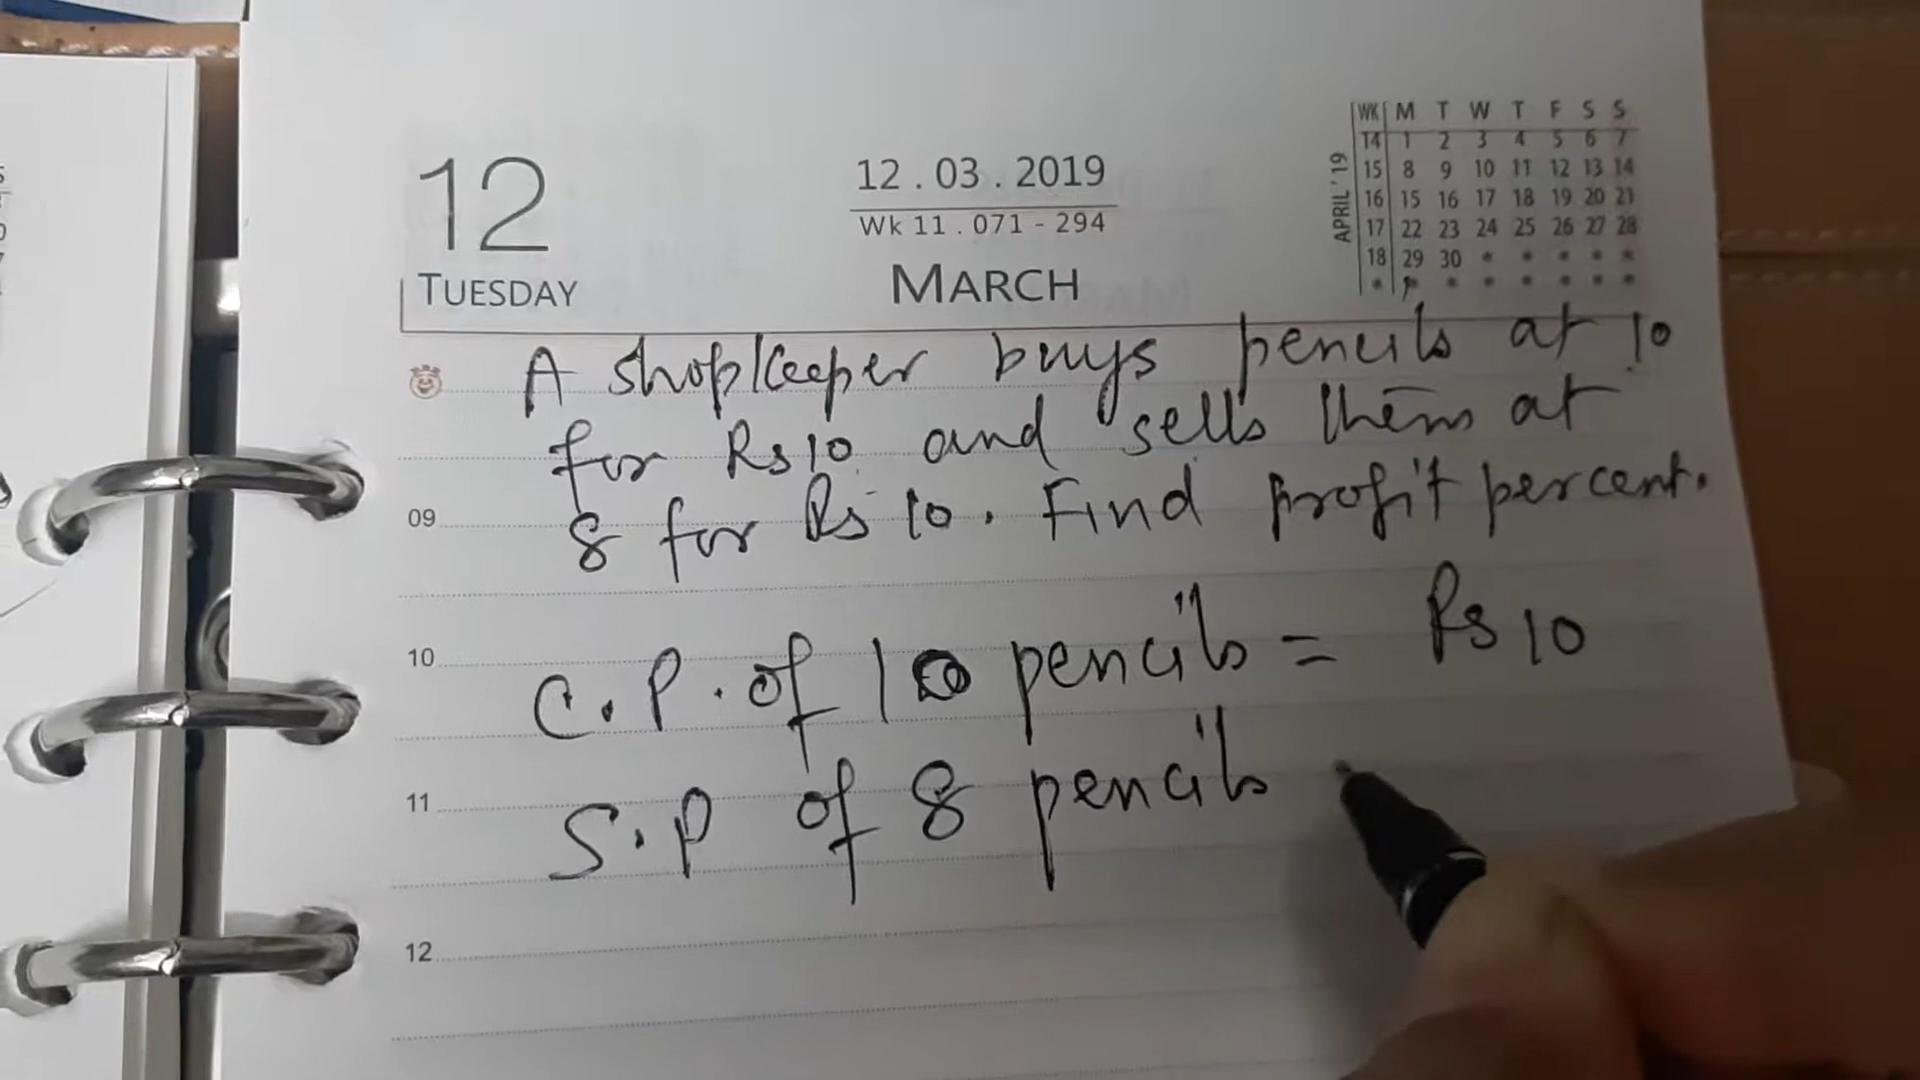 12
TUESDAY
12 . 03 . 2019
Wk 11 . 071 - 294
MARCH
APRIL '19
WK M T W T F S S
14 1 2 3 4 5 6 7
15 8 9 10 11 12 13 14
16 15 16 17 18 19 20 21
17 22 23 24 25 26 27 28
18 29 30 * * * * *
* * * * * * *
A shopkeeper buys pencils at 10
for Rs 10 and sells them at
09 8 for Rs 10. Find profit percent.
10 C.P. of 10 pencils = Rs 10
11 S.P of 8 pencils
12